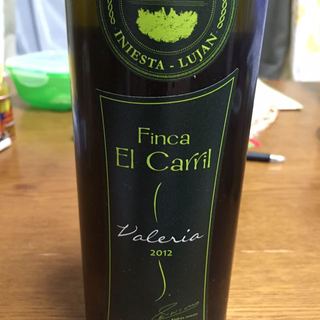 INIESTA - LUJAN
Finca
El Carril
Valeria
2012